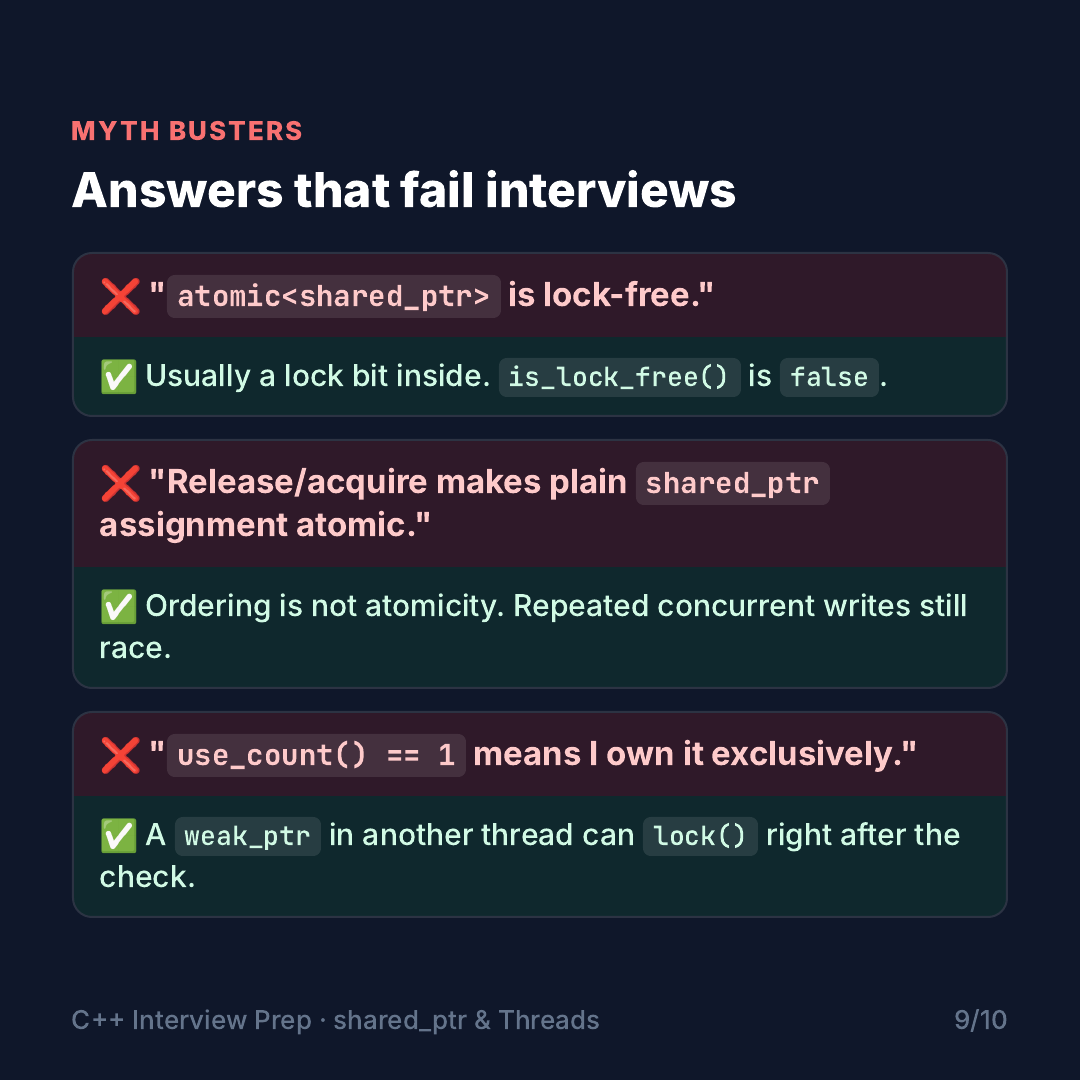 MYTH BUSTERS
Answers that fail interviews
❌ "atomic<shared_ptr> is lock-free."
✅ Usually a lock bit inside. is_lock_free() is false.
❌ "Release/acquire makes plain shared_ptr
assignment atomic."
✅ Ordering is not atomicity. Repeated concurrent writes still
race.
❌ "use_count() == 1 means I own it exclusively."
✅ A weak_ptr in another thread can lock() right after the
check.
C++ Interview Prep · shared_ptr & Threads
9/10